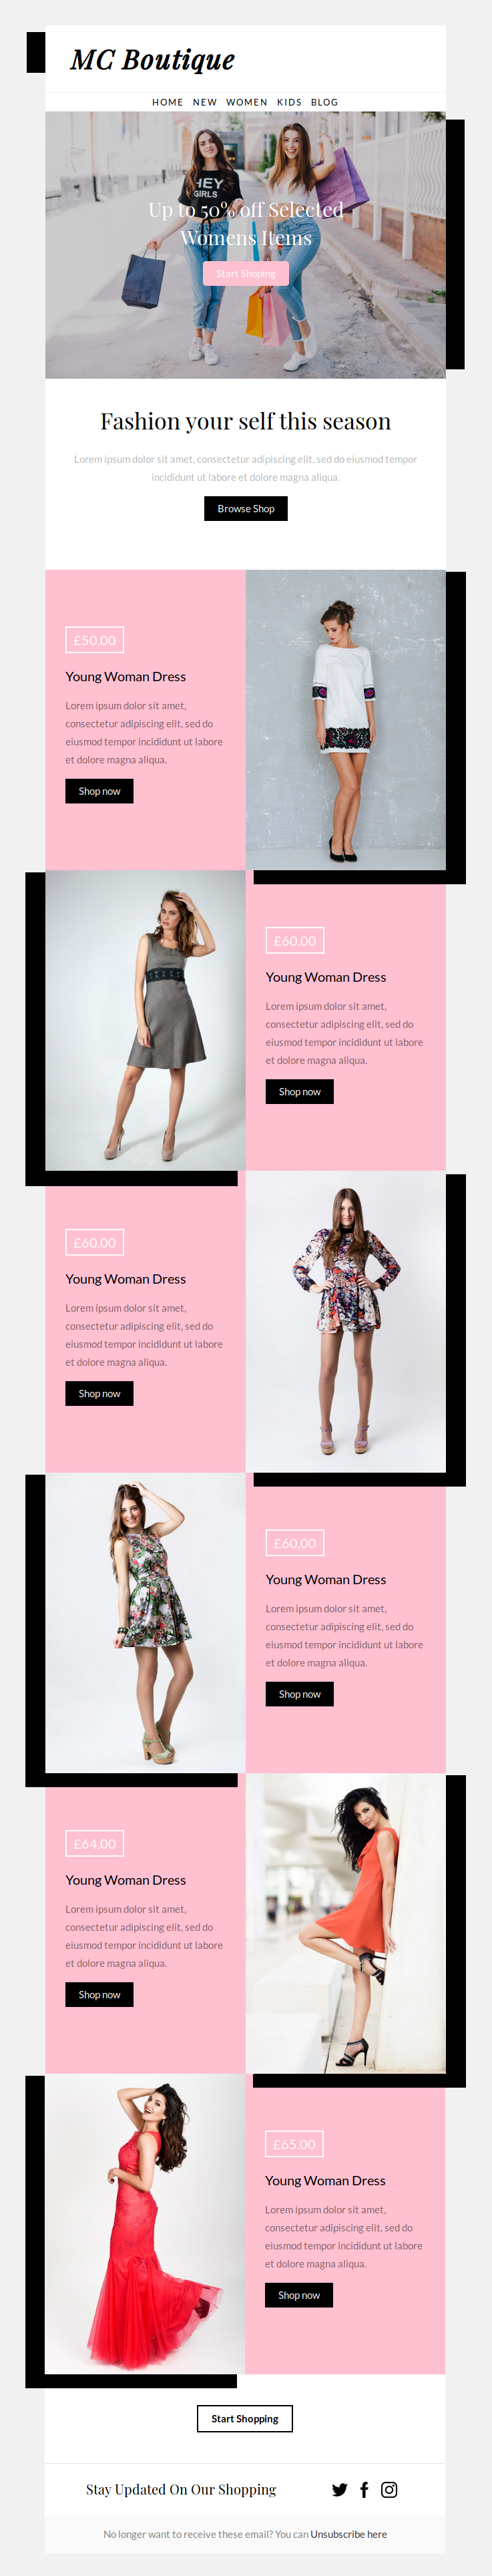 MC Boutique
HOME NEW WOMEN KIDS BLOG
HEY
GIRLS
Up to 50% off Selected
Womens Items
Start Shoping
Fashion your self this season
Lorem ipsum dolor sit amet, consectetur adipiscing elit, sed do eiusmod tempor
incididunt ut labore et dolore magna aliqua.
Browse Shop
£50.00
Young Woman Dress
Lorem ipsum dolor sit amet,
consectetur adipiscing elit, sed do
eiusmod tempor incididunt ut labore
et dolore magna aliqua.
Shop now
£60.00
Young Woman Dress
Lorem ipsum dolor sit amet,
consectetur adipiscing elit, sed do
eiusmod tempor incididunt ut labore
et dolore magna aliqua.
Shop now
£60.00
Young Woman Dress
Lorem ipsum dolor sit amet,
consectetur adipiscing elit, sed do
eiusmod tempor incididunt ut labore
et dolore magna aliqua.
Shop now
£60.00
Young Woman Dress
Lorem ipsum dolor sit amet,
consectetur adipiscing elit, sed do
eiusmod tempor incididunt ut labore
et dolore magna aliqua.
Shop now
£64.00
Young Woman Dress
Lorem ipsum dolor sit amet,
consectetur adipiscing elit, sed do
eiusmod tempor incididunt ut labore
et dolore magna aliqua.
Shop now
£65.00
Young Woman Dress
Lorem ipsum dolor sit amet,
consectetur adipiscing elit, sed do
eiusmod tempor incididunt ut labore
et dolore magna aliqua.
Shop now
Start Shopping
Stay Updated On Our Shopping
No longer want to receive these email? You can Unsubscribe here